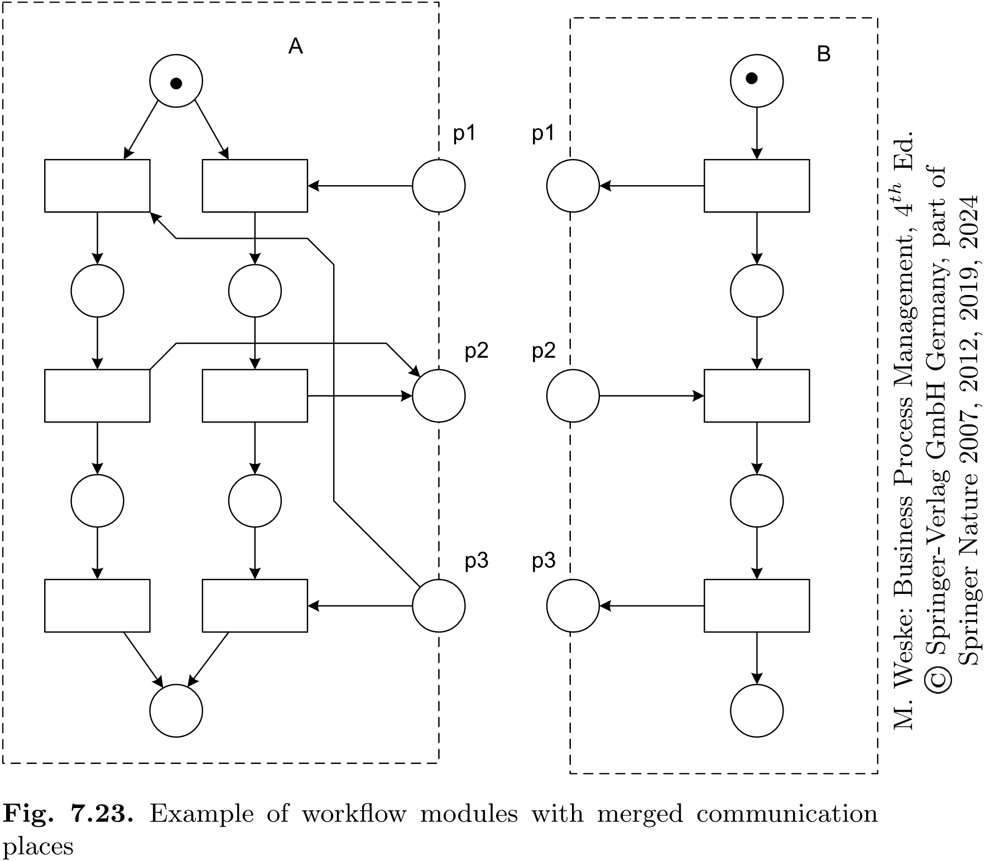 A
B
p1
p1
p2
p2
p3
p3
M. Weske: Business Process Management, 4th Ed.
© Springer-Verlag GmbH Germany, part of
Springer Nature 2007, 2012, 2019, 2024
Fig. 7.23. Example of workflow modules with merged communication
places